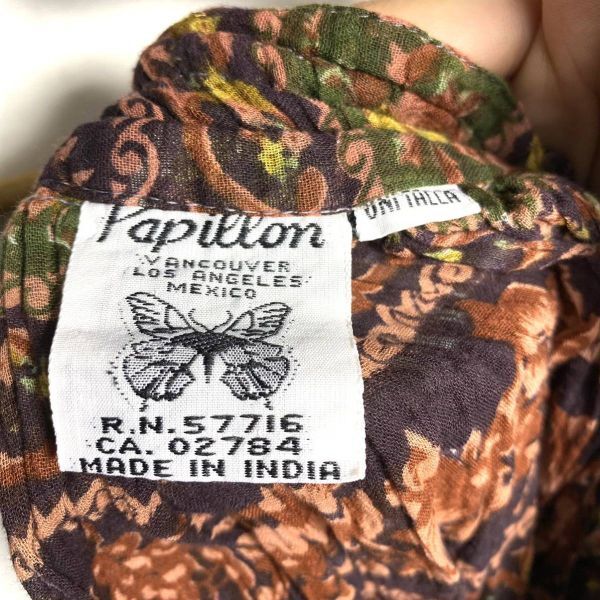 Papillon
VANCOUVER
LOS ANGELES
MEXICO
R.N. 57716
CA. 02784
MADE IN INDIA
UNITALLA